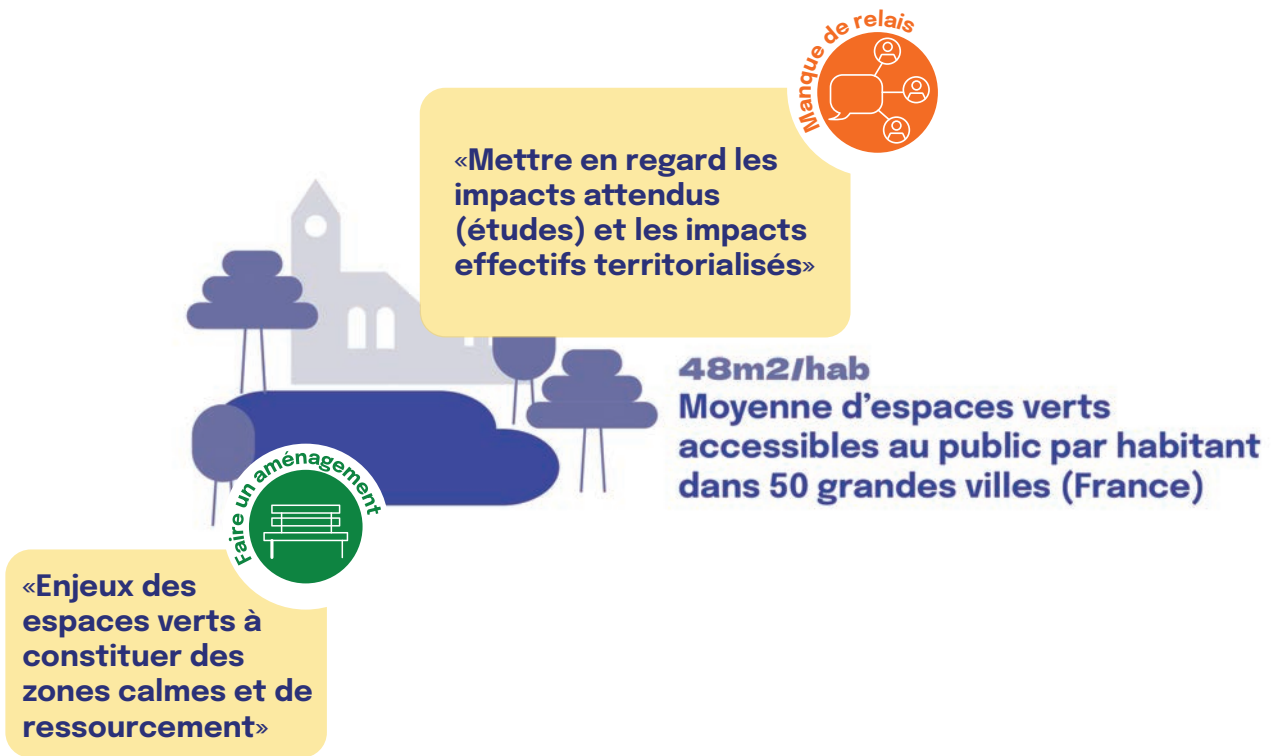 Manque de relais
«Mettre en regard les
impacts attendus
(études) et les impacts
effectifs territorialisés»
48m2/hab
Moyenne d’espaces verts
accessibles au public par habitant
dans 50 grandes villes (France)
Faire un aménagement
«Enjeux des
espaces verts à
constituer des
zones calmes et de
ressourcement»